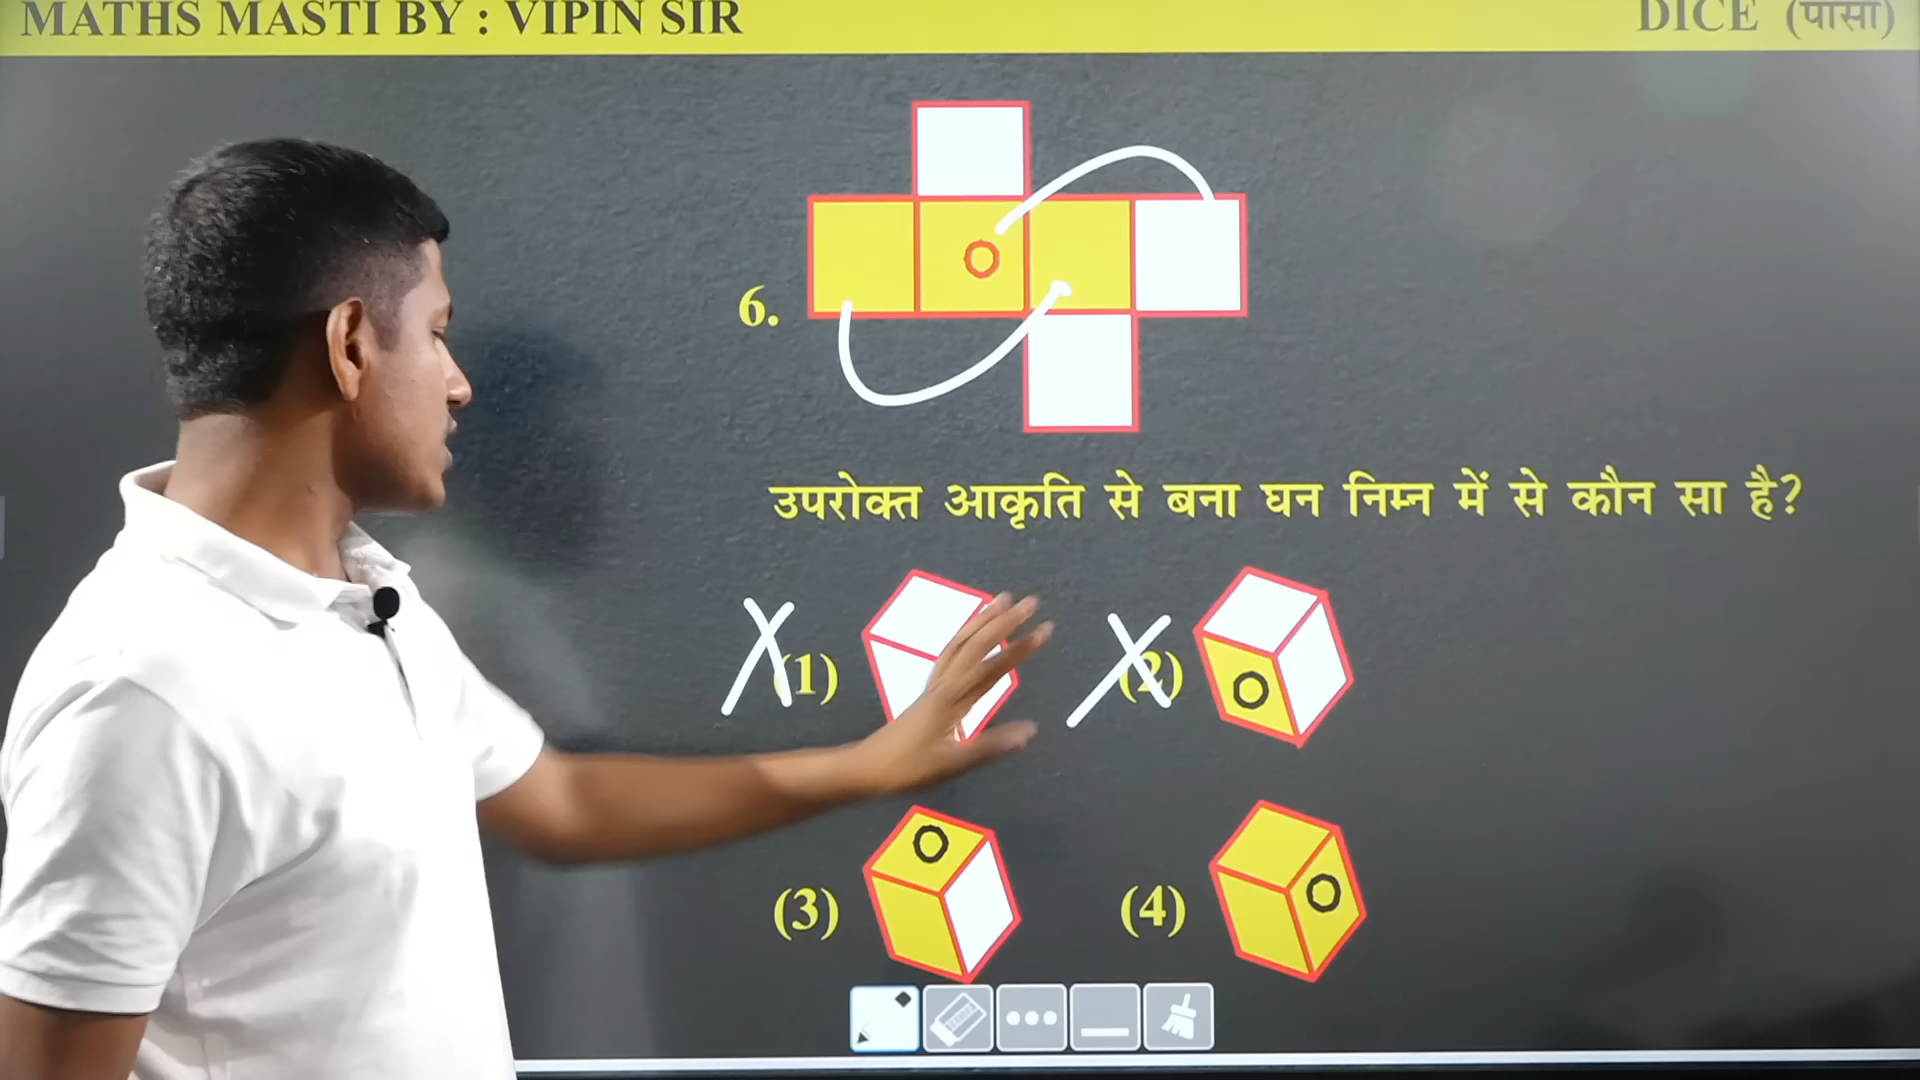 MATHS MASTI BY : VIPIN SIR
DICE (पासा)
6.
उपरोक्त आकृति से बना घन निम्न में से कौन सा है?
(1)
(2)
(3)
(4)